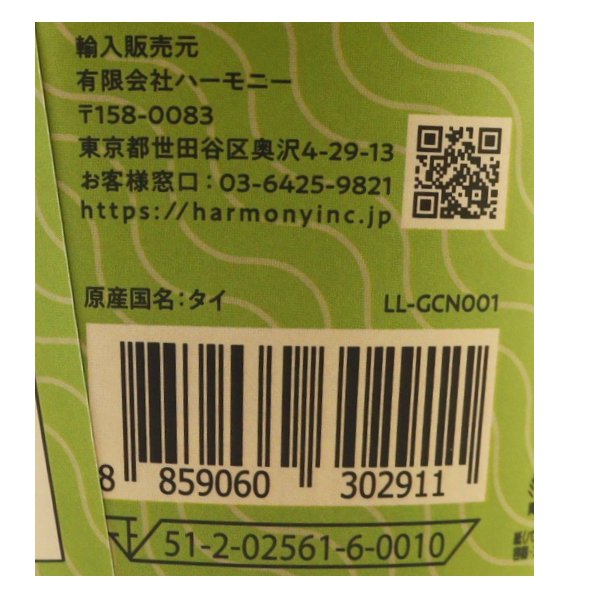 輸入販売元
有限会社ハーモニー
〒158-0083
東京都世田谷区奥沢4-29-13
お客様窓口：03-6425-9821
https://harmonyinc.jp
原産国名：タイ
LL-GCN001
8 859060 302911
51-2-02561-6-0010